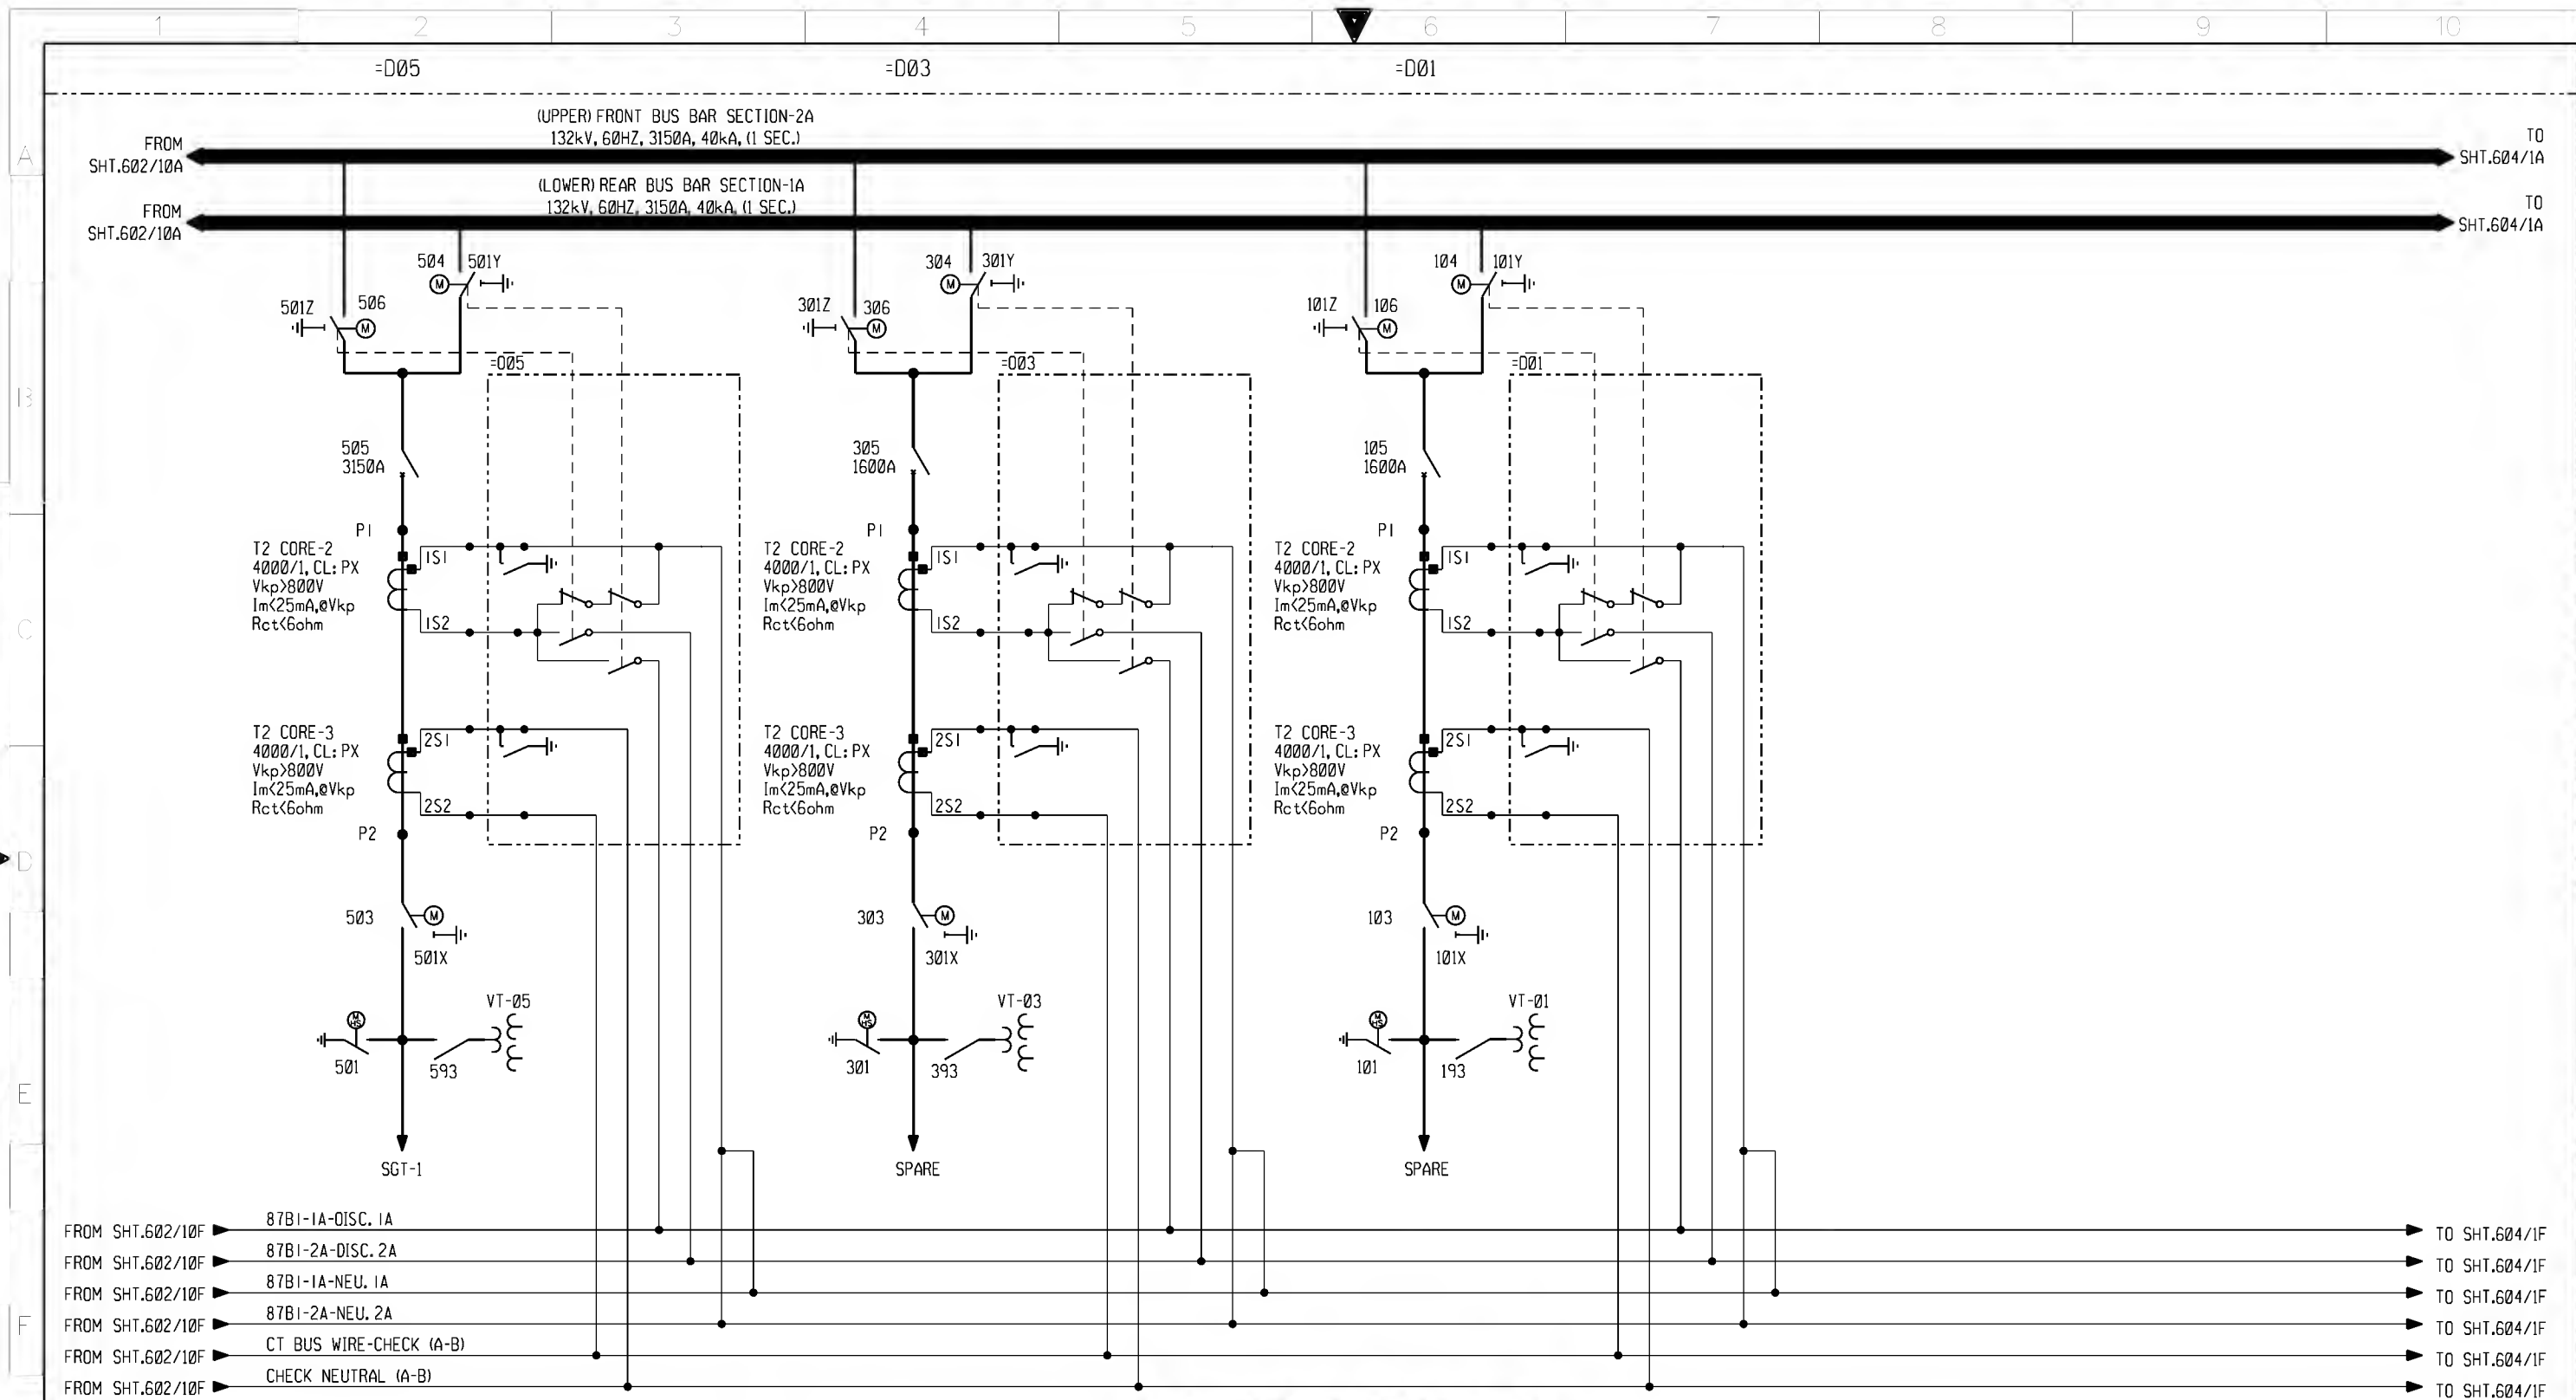 1 2 3 4 5 6 7 8 9 10
=D05 =D03 =D01
A
B
C
D
E
F
(UPPER) FRONT BUS BAR SECTION-2A
132kV, 60HZ, 3150A, 40kA, (1 SEC.)
FROM
SHT.602/10A
TO
SHT.604/1A
(LOWER) REAR BUS BAR SECTION-1A
132kV, 60HZ, 3150A, 40kA, (1 SEC.)
FROM
SHT.602/10A
TO
SHT.604/1A
504 501Y
M
501Z 506
M
=005
505
3150A
P1
T2 CORE-2
4000/1, CL: PX
Vkp>800V
Im<25mA,@Vkp
Rct<6ohm
1S1
1S2
T2 CORE-3
4000/1, CL: PX
Vkp>800V
Im<25mA,@Vkp
Rct<6ohm
2S1
2S2
P2
503
M
501X
VT-05
M
HS
501
593
SGT-1
304 301Y
M
301Z 306
M
=003
305
1600A
P1
T2 CORE-2
4000/1, CL: PX
Vkp>800V
Im<25mA,@Vkp
Rct<6ohm
1S1
1S2
T2 CORE-3
4000/1, CL: PX
Vkp>800V
Im<25mA,@Vkp
Rct<6ohm
2S1
2S2
P2
303
M
301X
VT-03
M
HS
301
393
SPARE
104 101Y
M
101Z 106
M
=D01
105
1600A
P1
T2 CORE-2
4000/1, CL: PX
Vkp>800V
Im<25mA,@Vkp
Rct<6ohm
1S1
1S2
T2 CORE-3
4000/1, CL: PX
Vkp>800V
Im<25mA,@Vkp
Rct<6ohm
2S1
2S2
P2
103
M
101X
VT-01
M
HS
101
193
SPARE
FROM SHT.602/10F 87B1-1A-OISC. 1A TO SHT.604/1F
FROM SHT.602/10F 87B1-2A-DISC. 2A TO SHT.604/1F
FROM SHT.602/10F 87B1-1A-NEU. 1A TO SHT.604/1F
FROM SHT.602/10F 87B1-2A-NEU. 2A TO SHT.604/1F
FROM SHT.602/10F CT BUS WIRE-CHECK (A-B) TO SHT.604/1F
FROM SHT.602/10F CHECK NEUTRAL (A-B) TO SHT.604/1F